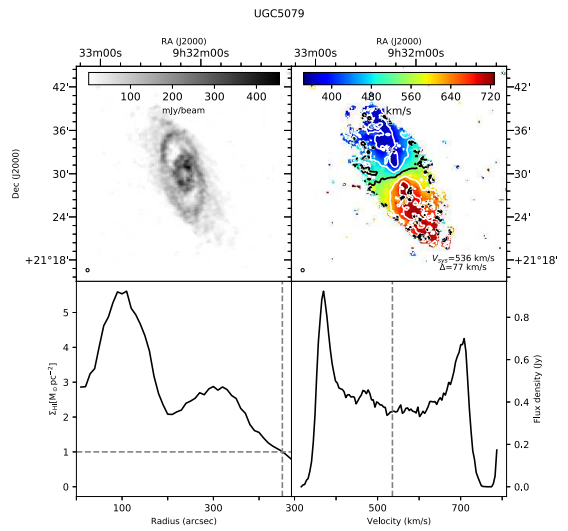 UGC5079
RA (J2000)
RA (J2000)
33m00s
9h32m00s
33m00s
9h32m00s
42'
36'
30'
24'
+21°18'
Dec (J2000)
100 200 300 400
mJy/beam
400 480 560 640 720
km/s
42'
36'
30'
24'
+21°18'
V_sys=536 km/s
Δ=77 km/s
5
4
3
2
1
0
Σ_HI[M_⊙pc⁻²]
100
300
Radius (arcsec)
0.8
0.6
0.4
0.2
0.0
Flux density (Jy)
300
500
700
Velocity (km/s)